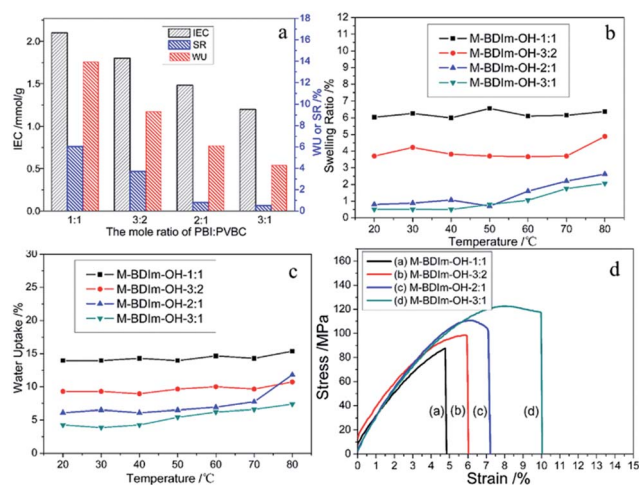 a
IEC
SR
WU
IEC /mmol/g
2.0
1.5
1.0
0.5
0.0
18
16
14
12
10
8
6
4
2
0
WU or SR /%
1:1 3:2 2:1 3:1
The mole ratio of PBI:PVBC
b
M-BDIm-OH-1:1
M-BDIm-OH-3:2
M-BDIm-OH-2:1
M-BDIm-OH-3:1
Swelling Ratio /%
12
11
10
9
8
7
6
5
4
3
2
1
0
20 30 40 50 60 70 80
Temperature /℃
c
M-BDIm-OH-1:1
M-BDIm-OH-3:2
M-BDIm-OH-2:1
M-BDIm-OH-3:1
Water Uptake /%
30
25
20
15
10
5
0
20 30 40 50 60 70 80
Temperature /℃
d
(a) M-BDIm-OH-1:1
(b) M-BDIm-OH-3:2
(c) M-BDIm-OH-2:1
(d) M-BDIm-OH-3:1
Stress /MPa
160
140
120
100
80
60
40
20
0
(a) (b) (c) (d)
0 1 2 3 4 5 6 7 8 9 10 11 12 13 14 15
Strain /%